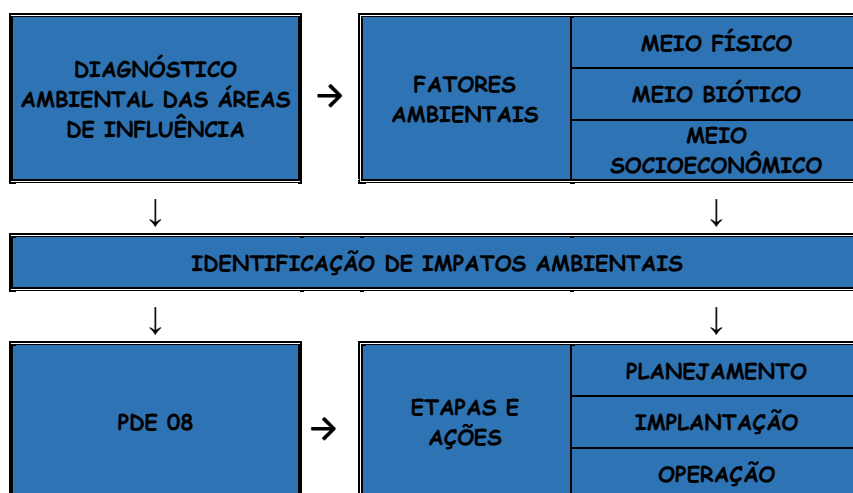 DIAGNÓSTICO
AMBIENTAL DAS ÁREAS
DE INFLUÊNCIA
→
FATORES
AMBIENTAIS
MEIO FÍSICO
MEIO BIÓTICO
MEIO
SOCIOECONÔMICO
↓ ↓
IDENTIFICAÇÃO DE IMPATOS AMBIENTAIS
↓ ↓
PDE 08
→
ETAPAS E
AÇÕES
PLANEJAMENTO
IMPLANTAÇÃO
OPERAÇÃO